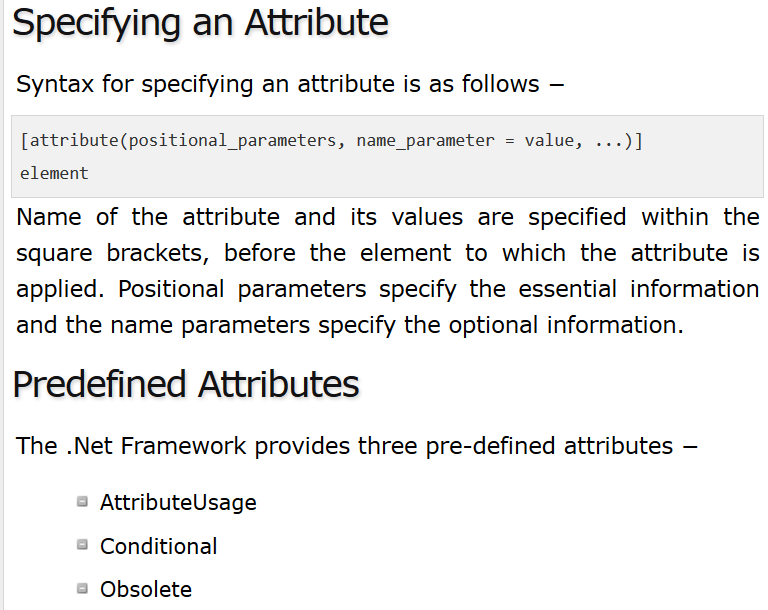 Specifying an Attribute
Syntax for specifying an attribute is as follows −
[attribute(positional_parameters, name_parameter = value, ...)]
element
Name of the attribute and its values are specified within the
square brackets, before the element to which the attribute is
applied. Positional parameters specify the essential information
and the name parameters specify the optional information.
Predefined Attributes
The .Net Framework provides three pre-defined attributes −
AttributeUsage
Conditional
Obsolete